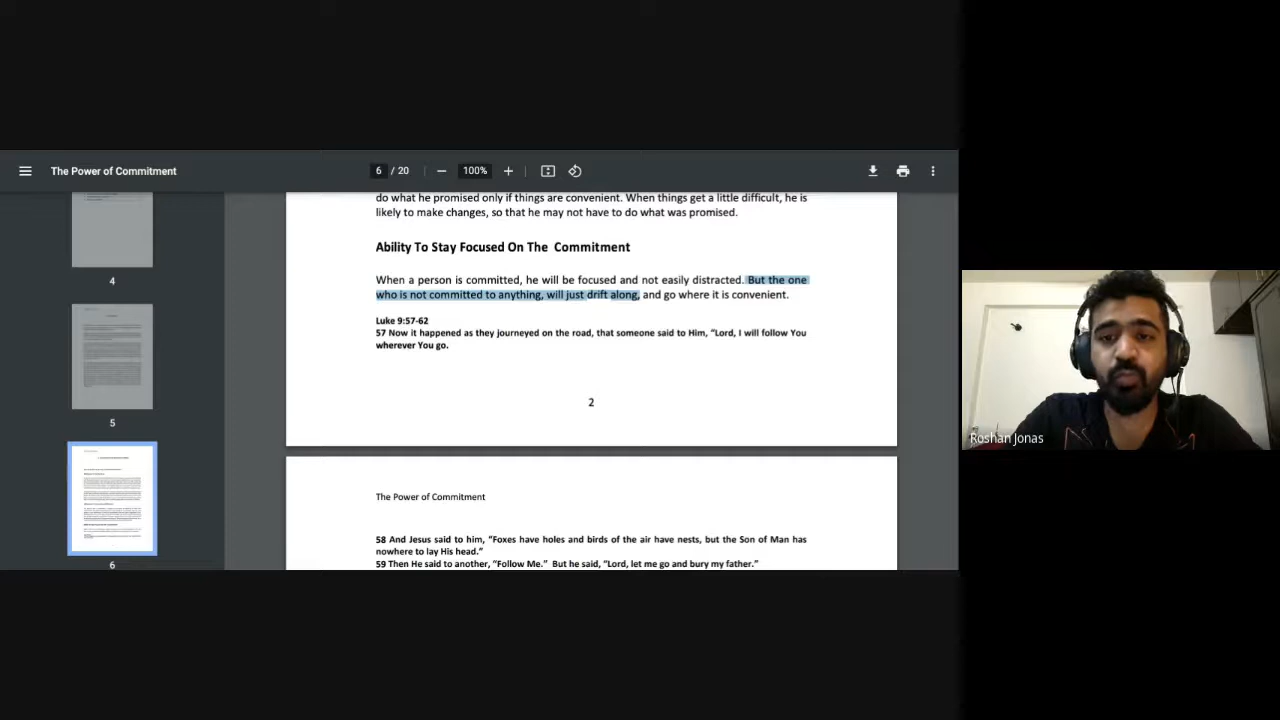 The Power of Commitment
6 / 20
100%
4
5
6
do what he promised only if things are convenient. When things get a little difficult, he is
likely to make changes, so that he may not have to do what was promised.
Ability To Stay Focused On The Commitment
When a person is committed, he will be focused and not easily distracted. But the one
who is not committed to anything, will just drift along, and go where it is convenient.
Luke 9:57-62
57 Now it happened as they journeyed on the road, that someone said to Him, “Lord, I will follow You
wherever You go.
2
The Power of Commitment
58 And Jesus said to him, “Foxes have holes and birds of the air have nests, but the Son of Man has
nowhere to lay His head.”
59 Then He said to another, “Follow Me.” But he said, “Lord, let me go and bury my father.”
Roshan Jonas